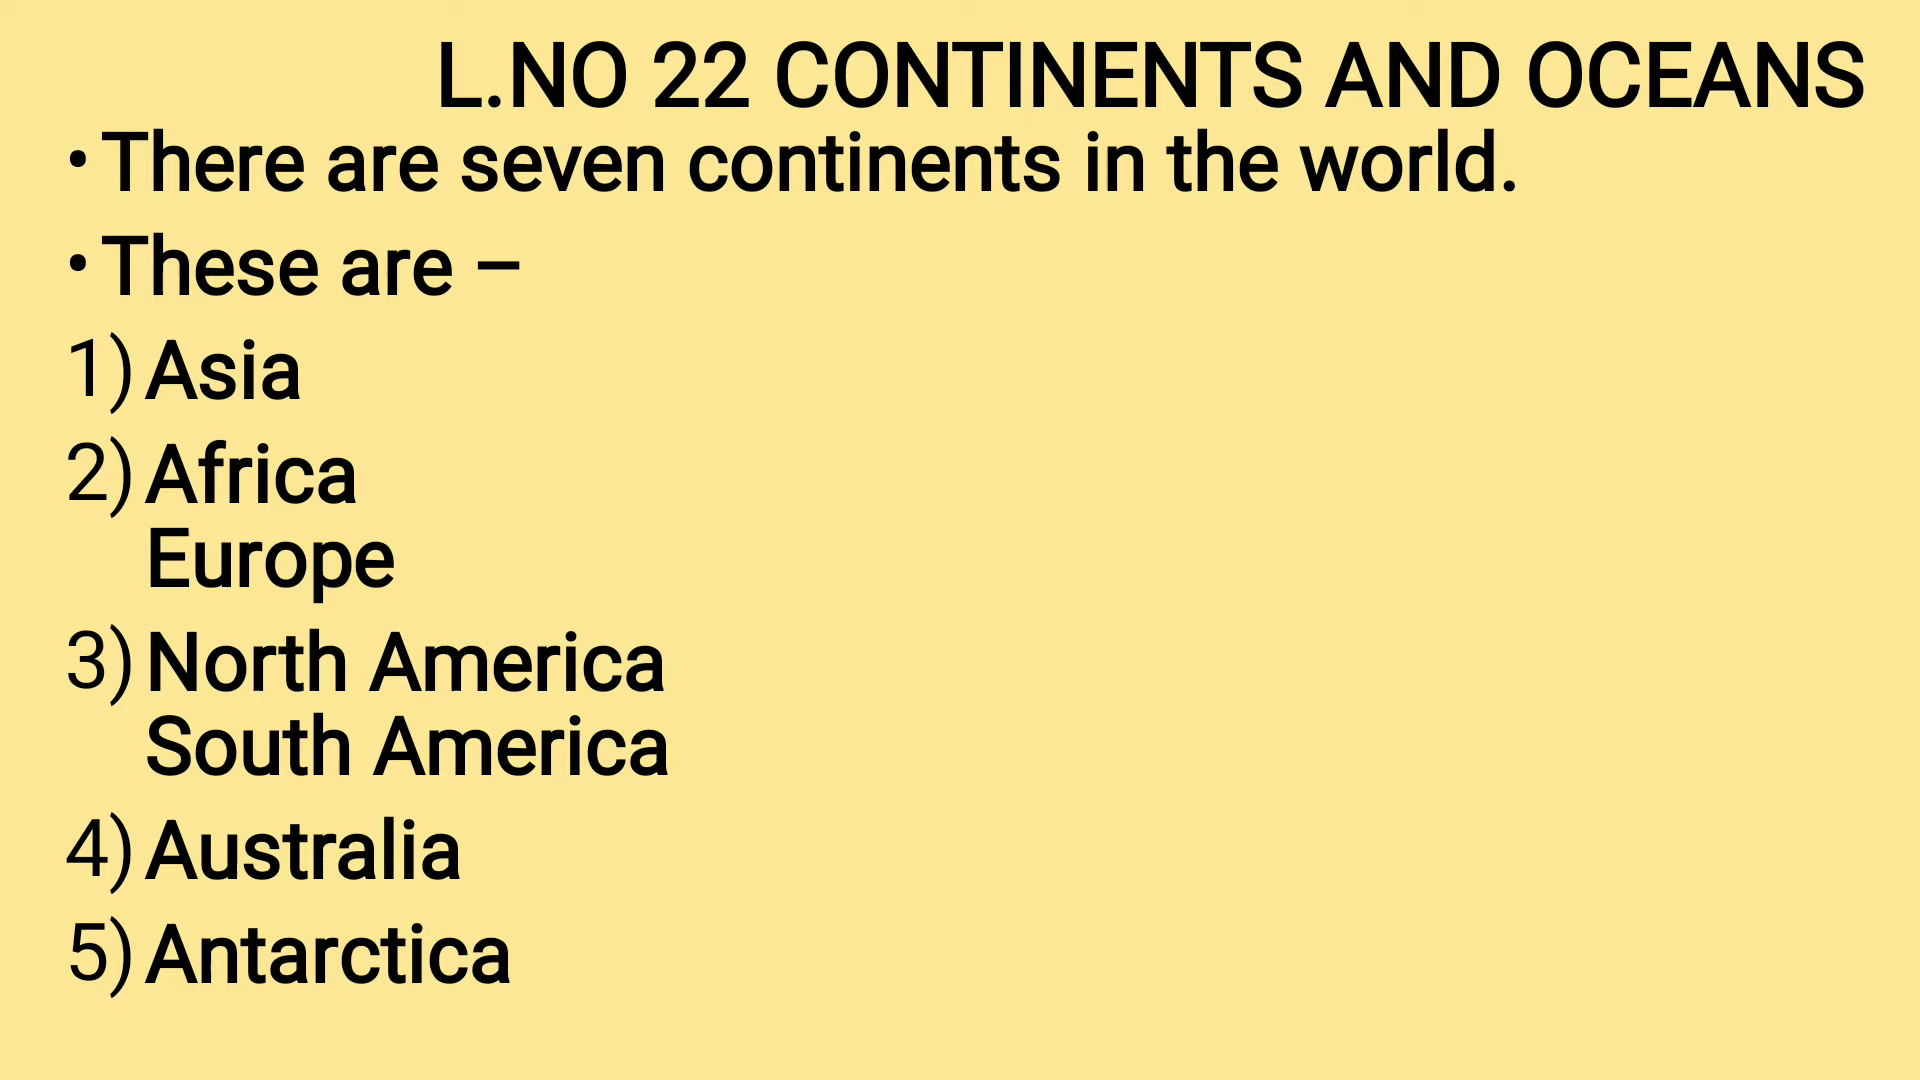 L.NO 22 CONTINENTS AND OCEANS
• There are seven continents in the world.
• These are –
1) Asia
2) Africa
Europe
3) North America
South America
4) Australia
5) Antarctica